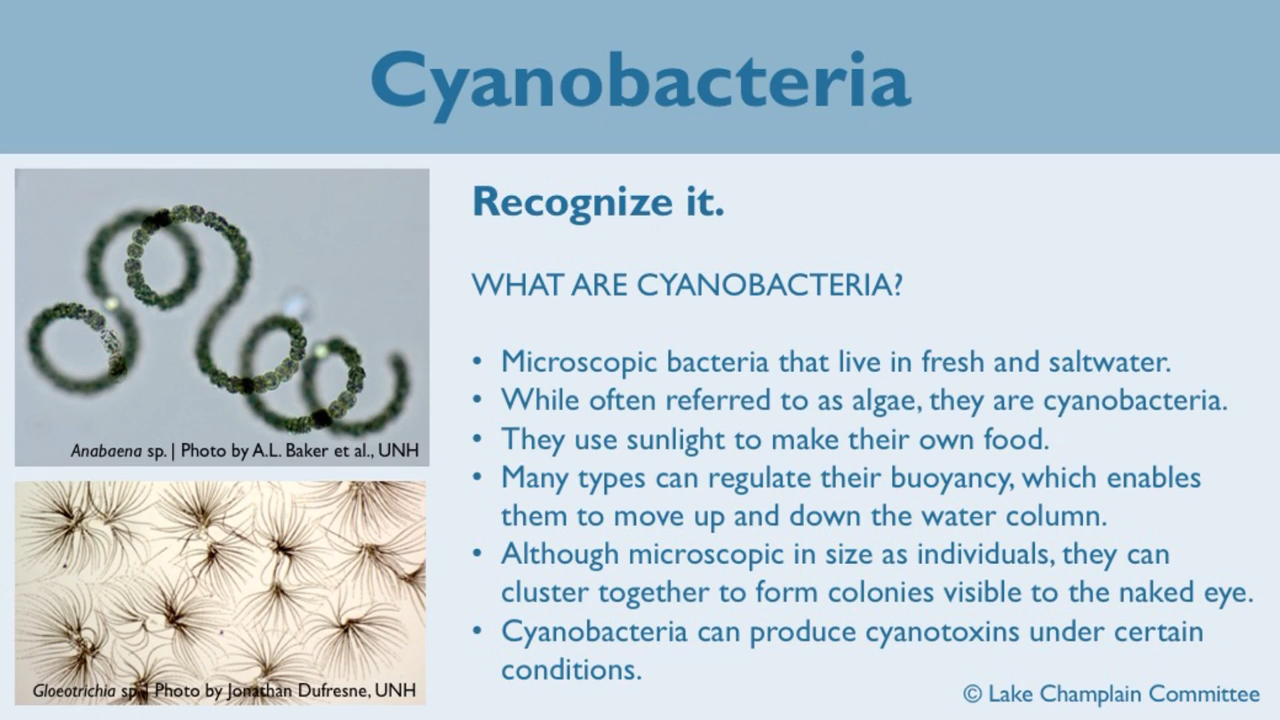 Cyanobacteria
Anabaena sp. | Photo by A.L. Baker et al., UNH
Gloeotrichia sp. | Photo by Jonathan Dufresne, UNH
Recognize it.
WHAT ARE CYANOBACTERIA?
• Microscopic bacteria that live in fresh and saltwater.
• While often referred to as algae, they are cyanobacteria.
• They use sunlight to make their own food.
• Many types can regulate their buoyancy, which enables
them to move up and down the water column.
• Although microscopic in size as individuals, they can
cluster together to form colonies visible to the naked eye.
• Cyanobacteria can produce cyanotoxins under certain
conditions.
© Lake Champlain Committee